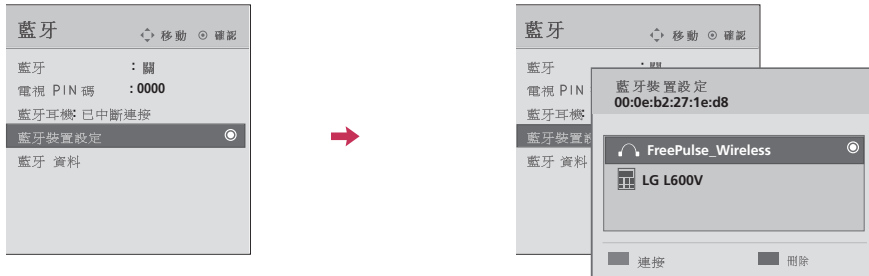 藍牙
移動 ◉ 確認
藍牙 : 關
電視 PIN 碼 : 0000
藍牙耳機: 已中斷連接
藍牙裝置設定 ◉
藍牙 資料
藍牙
移動 ◉ 確認
藍牙 : 關
電視 PIN
藍牙耳機:
藍牙裝置設
藍牙 資料
藍牙裝置設定
00:0e:b2:27:1e:d8
FreePulse_Wireless ◉
LG L600V
連接 刪除